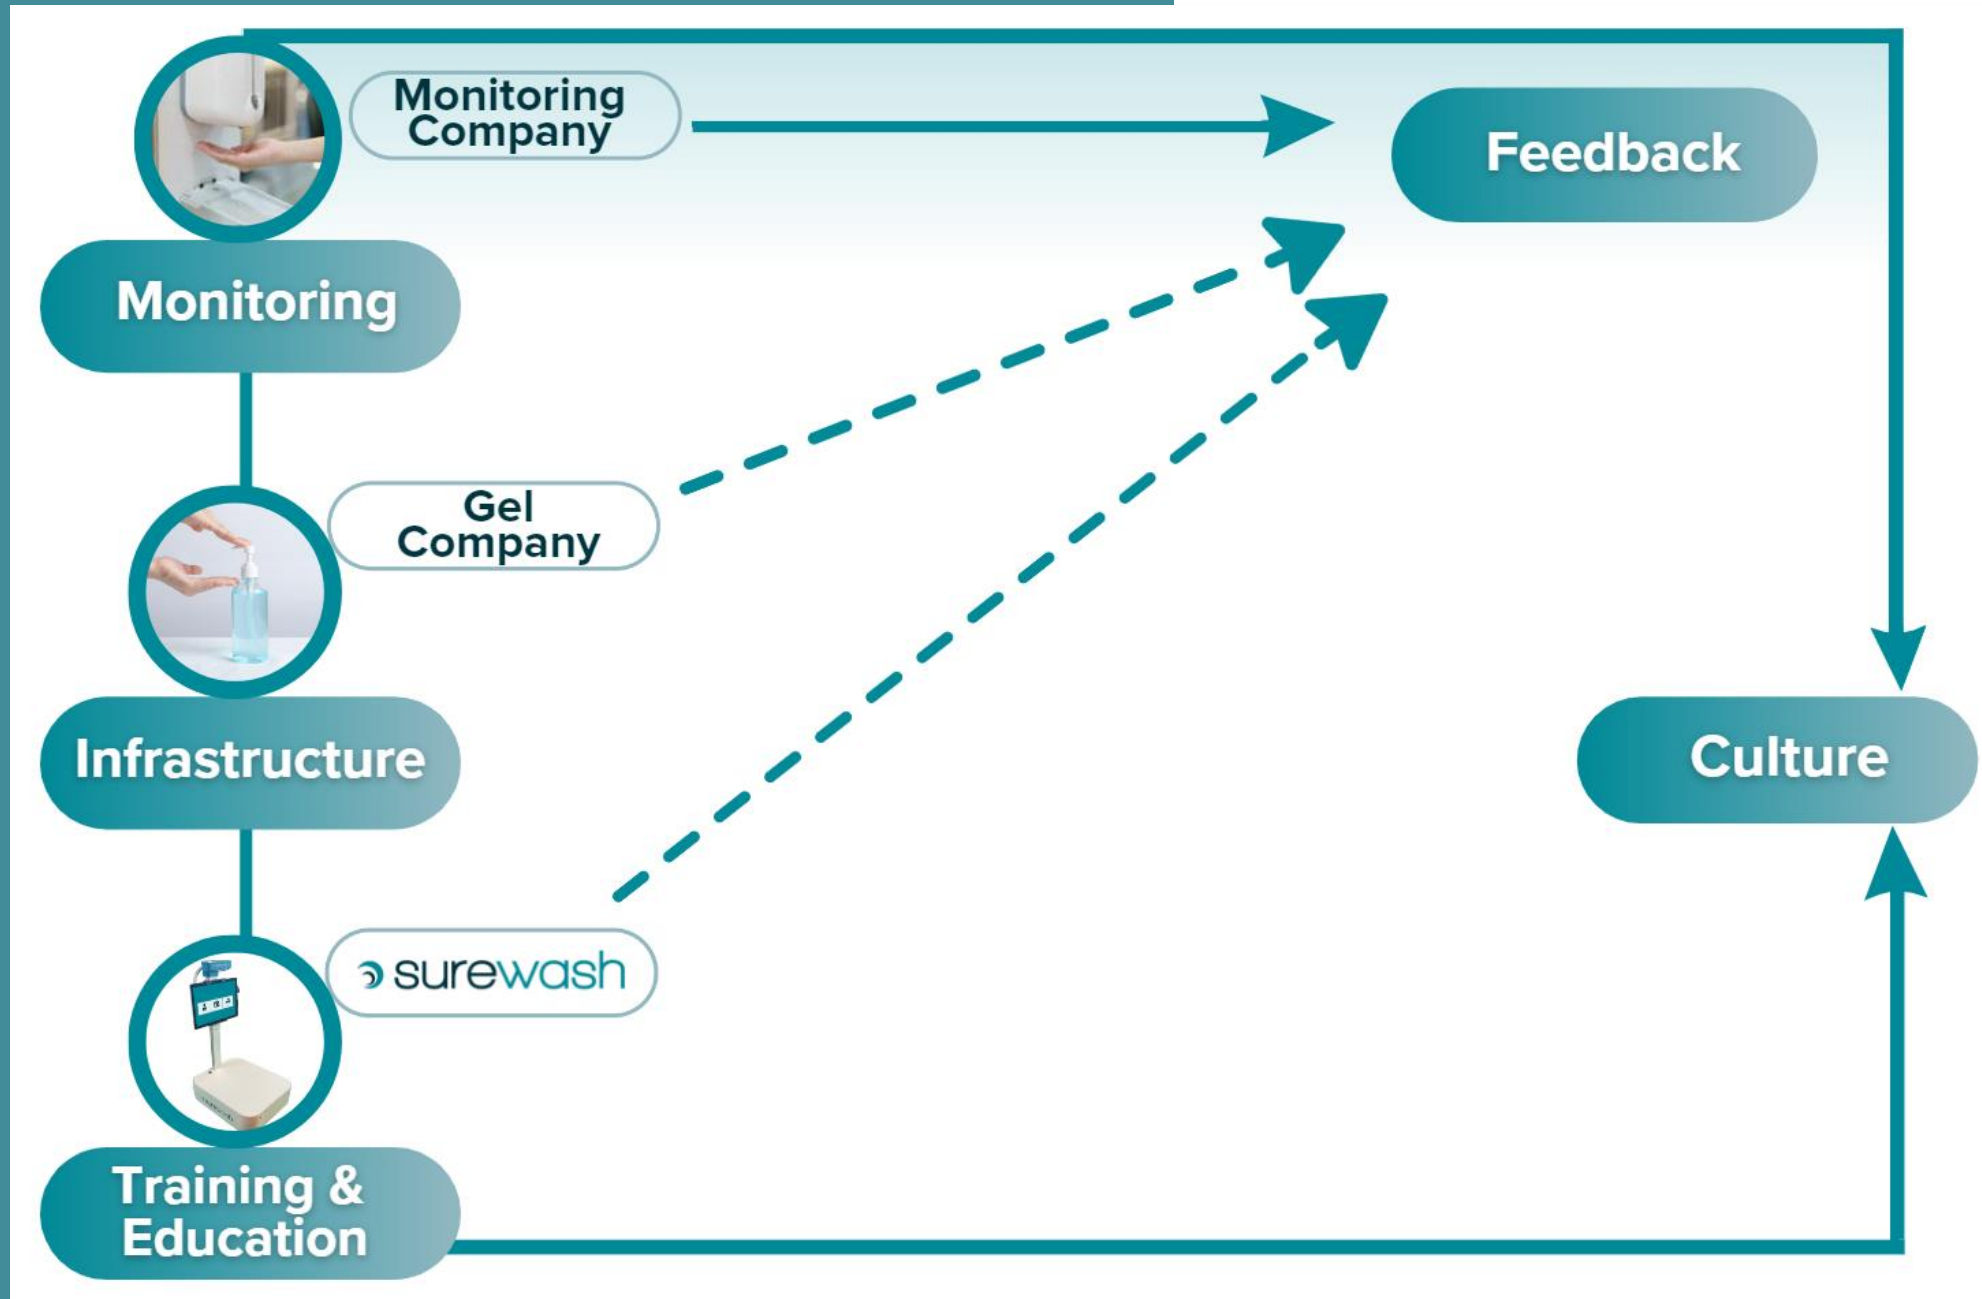 Monitoring
Company
Feedback
Monitoring
Gel
Company
Infrastructure
Culture
surewash
Training &
Education